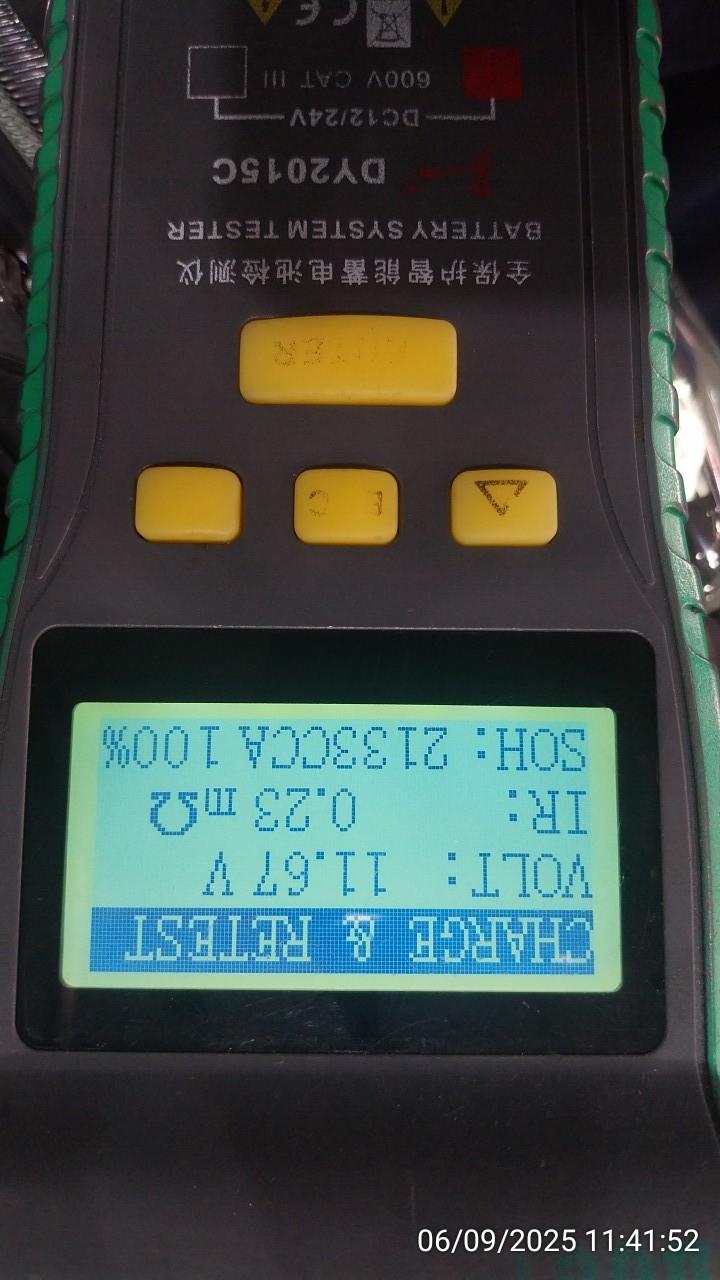 CHARGE & RETEST
VOLT: 11.67 V
IR: 0.23 mΩ
SOH: 2133CCA 100%
E C
全保护智能蓄电池检测仪
BATTERY SYSTEM TESTER
DY2015C
DC12/24V
600V CAT III
CE
06/09/2025 11:41:52